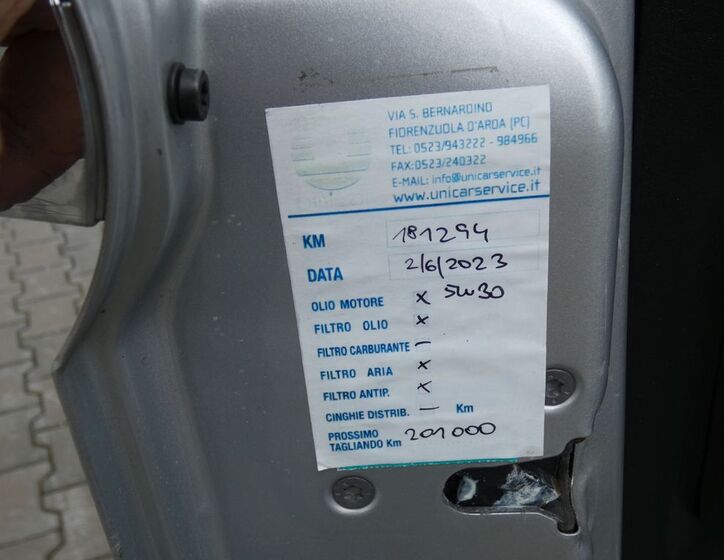 VIA S. BERNARDINO
FIORENZUOLA D'ARDA (PC)
TEL: 0523/943222 - 984966
FAX:0523/240322
E-MAIL: info@unicarservice.it
www.unicarservice.it
KM 181294
DATA 2/6/2023
OLIO MOTORE x 5W30
FILTRO OLIO x
FILTRO CARBURANTE -
FILTRO ARIA x
FILTRO ANTIP. x
CINGHIE DISTRIB. - Km
PROSSIMO
TAGLIANDO Km 201000